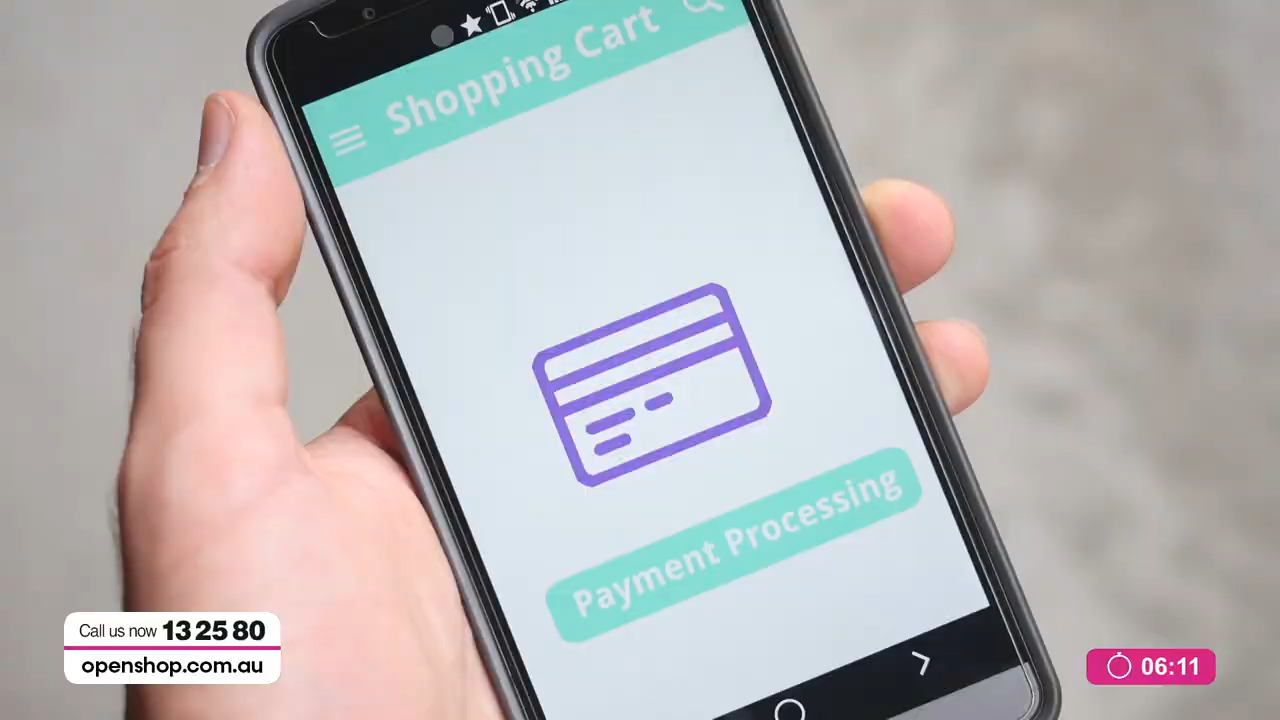 Shopping Cart
Payment Processing
Call us now 13 25 80
openshop.com.au
06:11